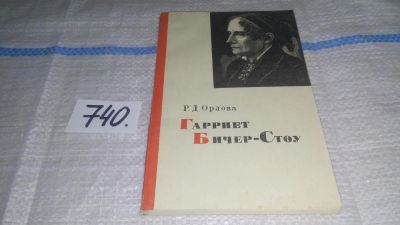 740.
Р. Д Орлова
Гарриет
Бичер-Стоу